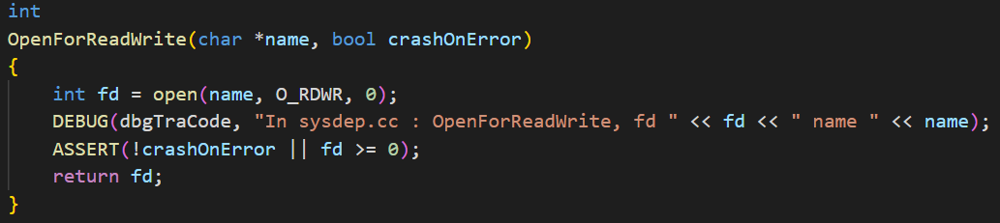 int
OpenForReadWrite(char *name, bool crashOnError)
{
    int fd = open(name, O_RDWR, 0);
    DEBUG(dbgTraCode, "In sysdep.cc : OpenForReadWrite, fd " << fd << " name " << name);
    ASSERT(!crashOnError || fd >= 0);
    return fd;
}